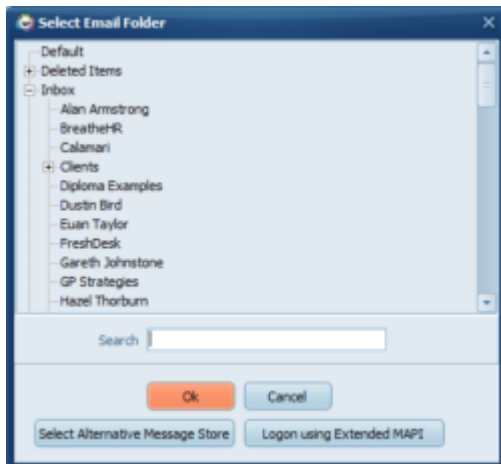 Select Email Folder
Default
Deleted Items
Inbox
Alan Armstrong
BreatheHR
Calamari
Clients
Diploma Examples
Dustin Bird
Euan Taylor
FreshDesk
Gareth Johnstone
GP Strategies
Hazel Thorburn
Search
Ok Cancel
Select Alternative Message Store Logon using Extended MAPI